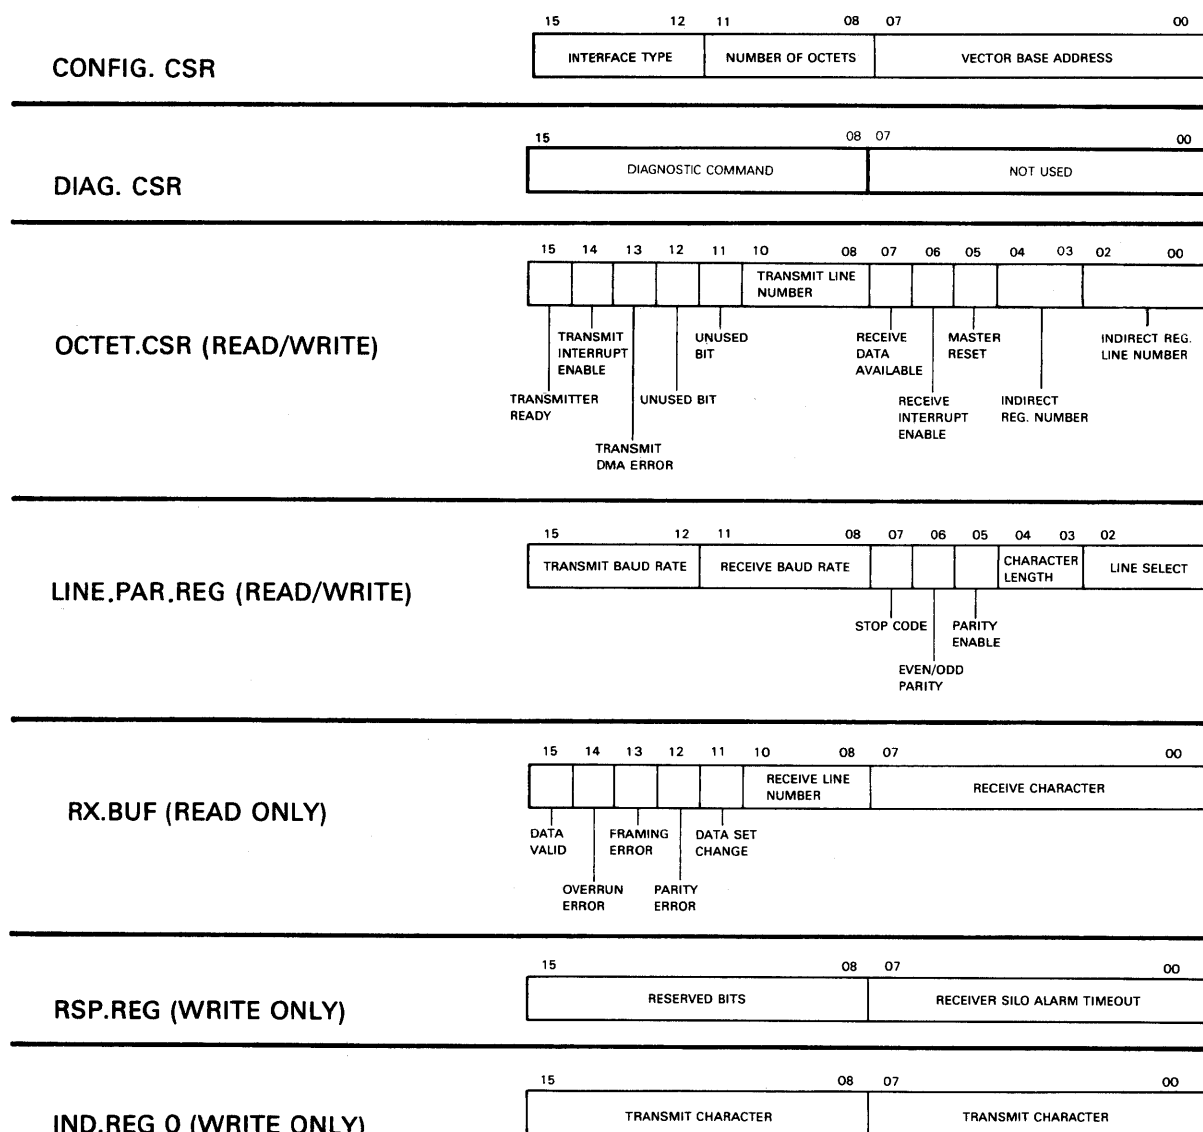 15 12 11 08 07 00
CONFIG. CSR
INTERFACE TYPE NUMBER OF OCTETS VECTOR BASE ADDRESS
15 08 07 00
DIAG. CSR
DIAGNOSTIC COMMAND NOT USED
15 14 13 12 11 10 08 07 06 05 04 03 02 00
TRANSMIT LINE
NUMBER
OCTET.CSR (READ/WRITE)
TRANSMIT
INTERRUPT
ENABLE
UNUSED
BIT
RECEIVE
DATA
AVAILABLE
MASTER
RESET
INDIRECT REG.
LINE NUMBER
TRANSMITTER
READY
UNUSED BIT
RECEIVE
INTERRUPT
ENABLE
INDIRECT
REG. NUMBER
TRANSMIT
DMA ERROR
15 12 11 08 07 06 05 04 03 02
LINE.PAR.REG (READ/WRITE)
TRANSMIT BAUD RATE RECEIVE BAUD RATE
CHARACTER
LENGTH
LINE SELECT
STOP CODE
PARITY
ENABLE
EVEN/ODD
PARITY
15 14 13 12 11 10 08 07 00
RX.BUF (READ ONLY)
RECEIVE LINE
NUMBER
RECEIVE CHARACTER
DATA
VALID
FRAMING
ERROR
DATA SET
CHANGE
OVERRUN
ERROR
PARITY
ERROR
15 08 07 00
RSP.REG (WRITE ONLY)
RESERVED BITS RECEIVER SILO ALARM TIMEOUT
15 08 07 00
IND.REG 0 (WRITE ONLY)
TRANSMIT CHARACTER TRANSMIT CHARACTER